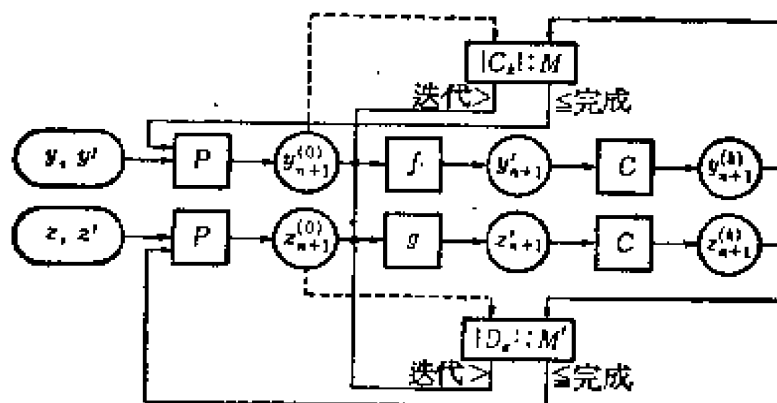 |C_k|:M
迭代> ≦完成
y, y' P y_{n+1}^{(0)} f y'_{n+1} C y_{n+1}^{(k)}
z, z' P z_{n+1}^{(0)} g z'_{n+1} C z_{n+1}^{(k)}
|D_k|:M'
迭代> ≦完成